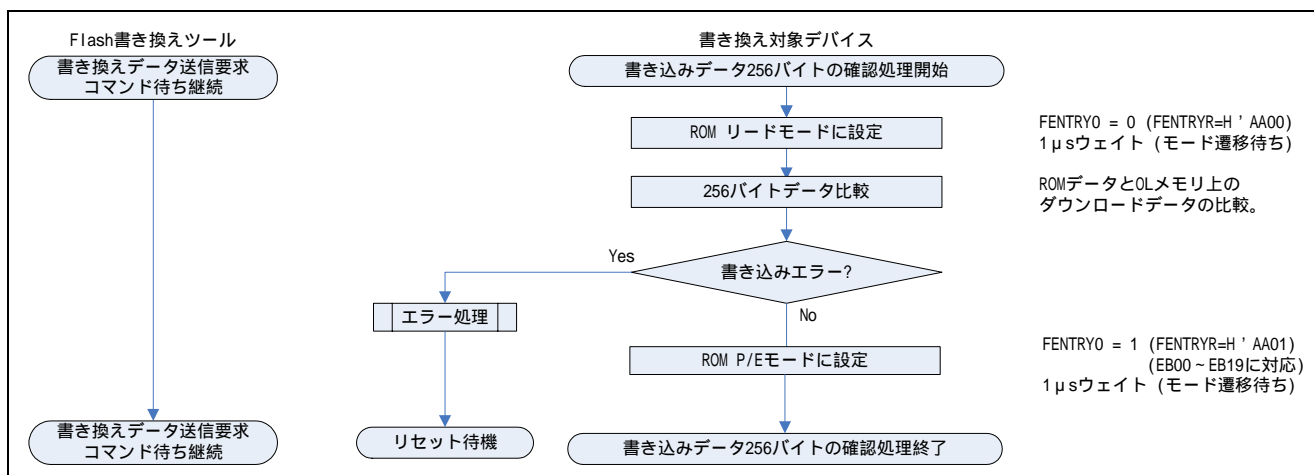 Flash書き換えツール
書き換えデータ送信要求
コマンド待ち継続
書き換え対象デバイス
書き込みデータ256バイトの確認処理開始
ROM リードモードに設定
FENTRY0 = 0 (FENTRYR=H'AA00)
1μsウェイト (モード遷移待ち)
256バイトデータ比較
ROMデータとOLメモリ上の
ダウンロードデータの比較。
書き込みエラー?
Yes
エラー処理
No
ROM P/Eモードに設定
FENTRY0 = 1 (FENTRYR=H'AA01)
(EB00~EB19に対応)
1μsウェイト (モード遷移待ち)
書き換えデータ送信要求
コマンド待ち継続
リセット待機
書き込みデータ256バイトの確認処理終了